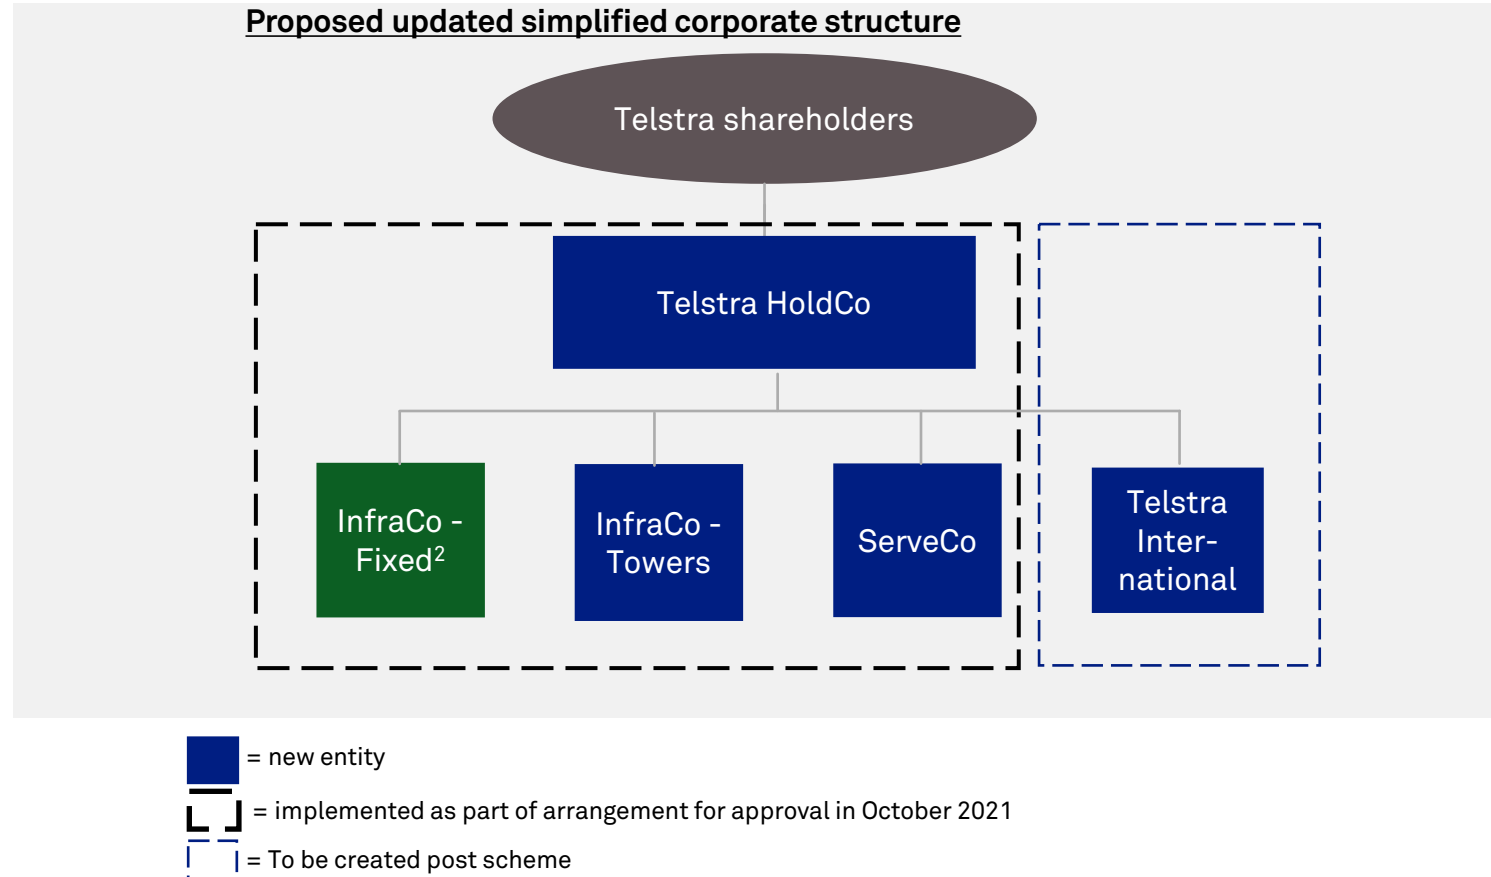 Proposed updated simplified corporate structure
Telstra shareholders
Telstra HoldCo
InfraCo -
Fixed²
InfraCo -
Towers
ServeCo
Telstra
Inter-
national
= new entity
= implemented as part of arrangement for approval in October 2021
= To be created post scheme